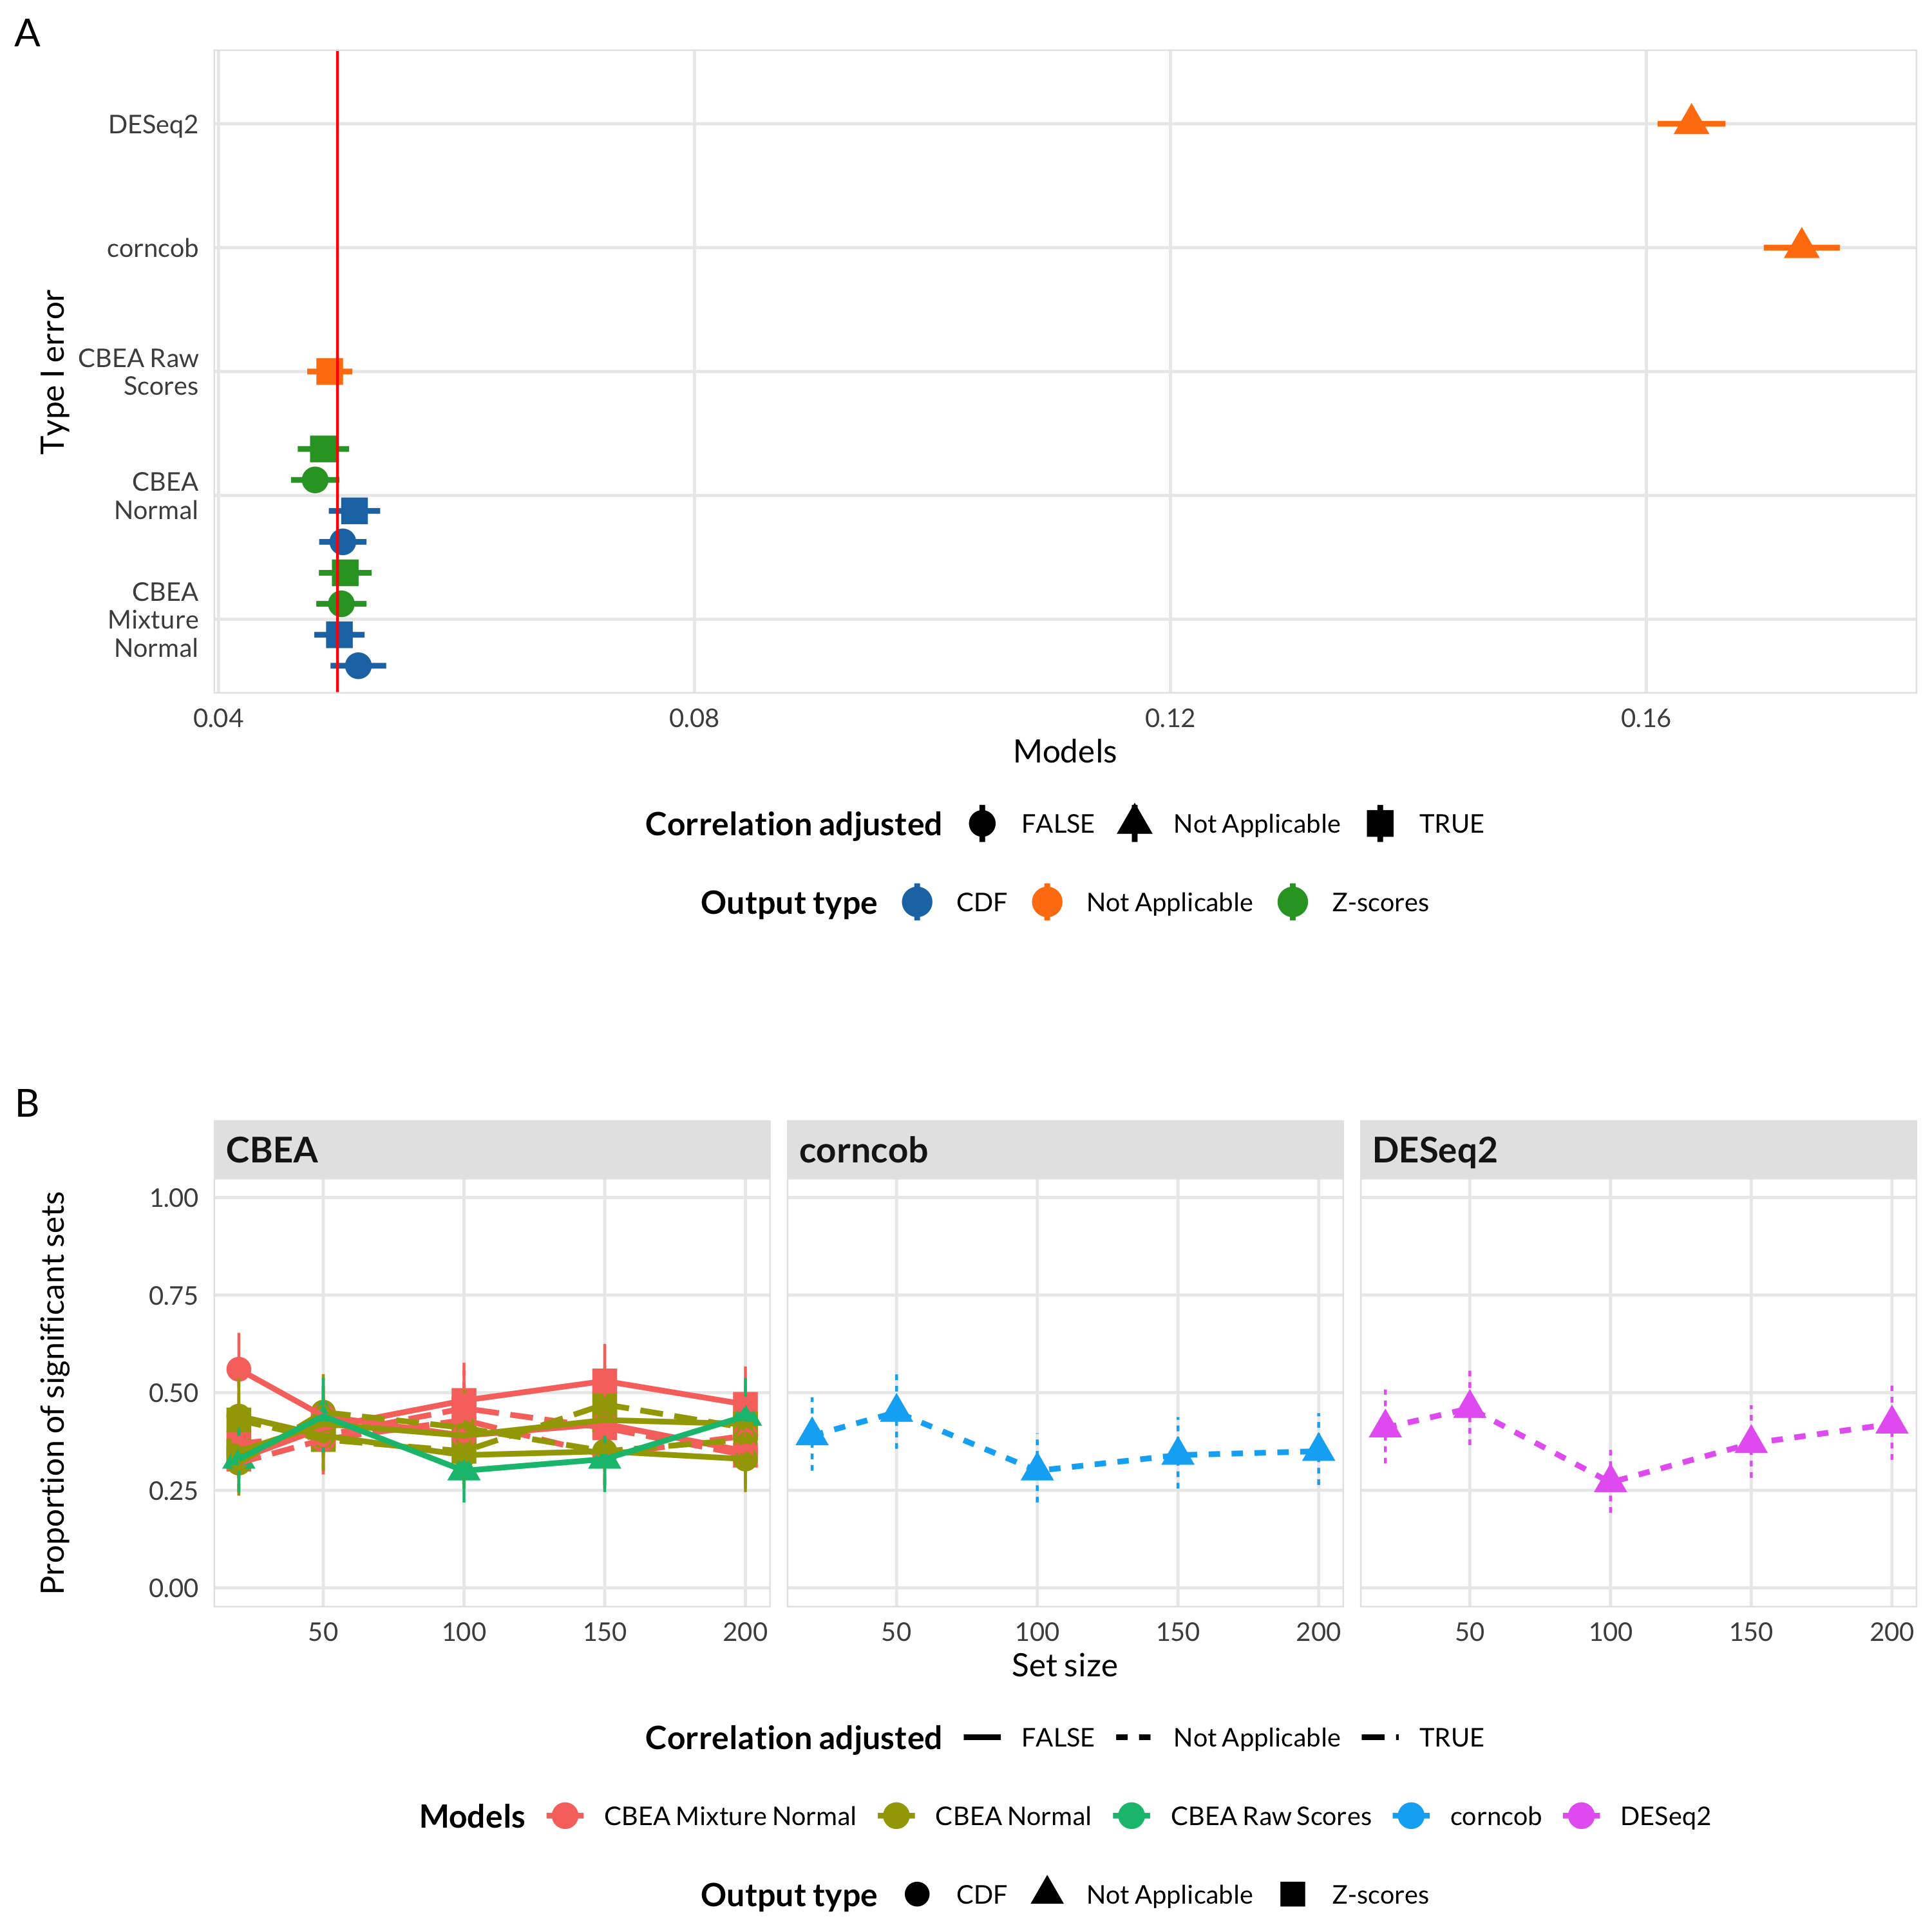 A
Type I error
DESeq2
corncob
CBEA Raw
Scores
CBEA
Normal
CBEA
Mixture
Normal
0.04 0.08 0.12 0.16
Models
Correlation adjusted FALSE Not Applicable TRUE
Output type CDF Not Applicable Z-scores
B
CBEA corncob DESeq2
Proportion of significant sets
1.00
0.75
0.50
0.25
0.00
50 100 150 200 50 100 150 200 50 100 150 200
Set size
Correlation adjusted FALSE Not Applicable TRUE
Models CBEA Mixture Normal CBEA Normal CBEA Raw Scores corncob DESeq2
Output type CDF Not Applicable Z-scores